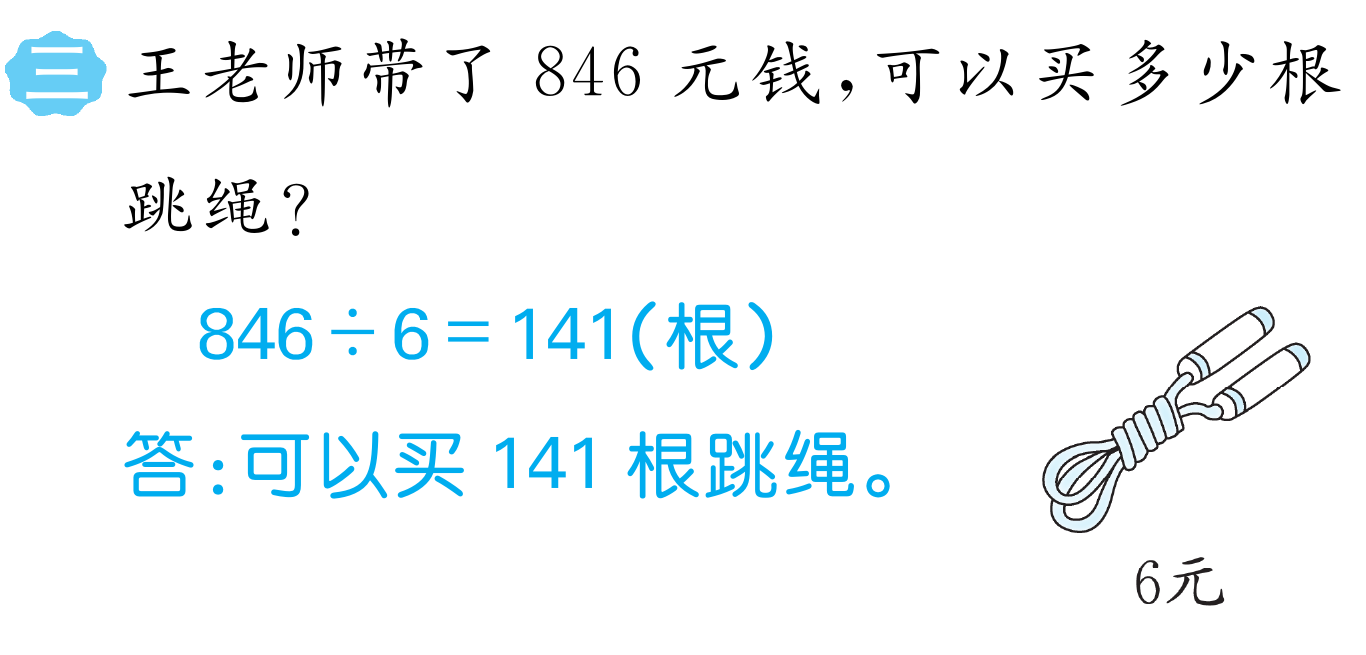 三 王老师带了 846 元钱,可以买多少根
跳绳?
846÷6=141(根)
答:可以买 141 根跳绳。
6元